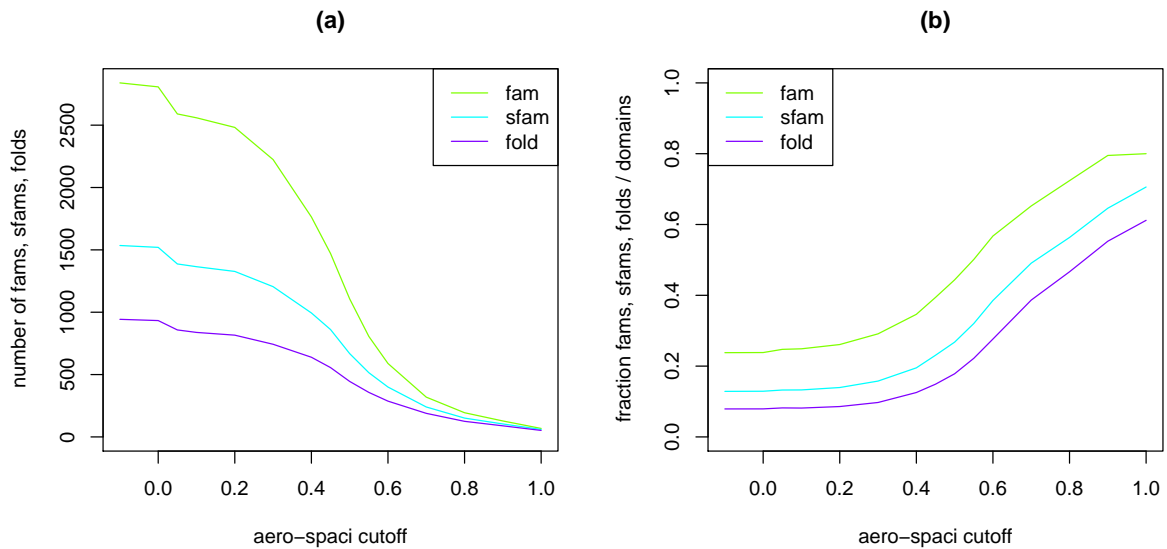 (a)
number of fams, sfams, folds
0 500 1000 1500 2000 2500
fam
sfam
fold
0.0 0.2 0.4 0.6 0.8 1.0
aero−spaci cutoff
(b)
fraction fams, sfams, folds / domains
0.0 0.2 0.4 0.6 0.8 1.0
fam
sfam
fold
0.0 0.2 0.4 0.6 0.8 1.0
aero−spaci cutoff